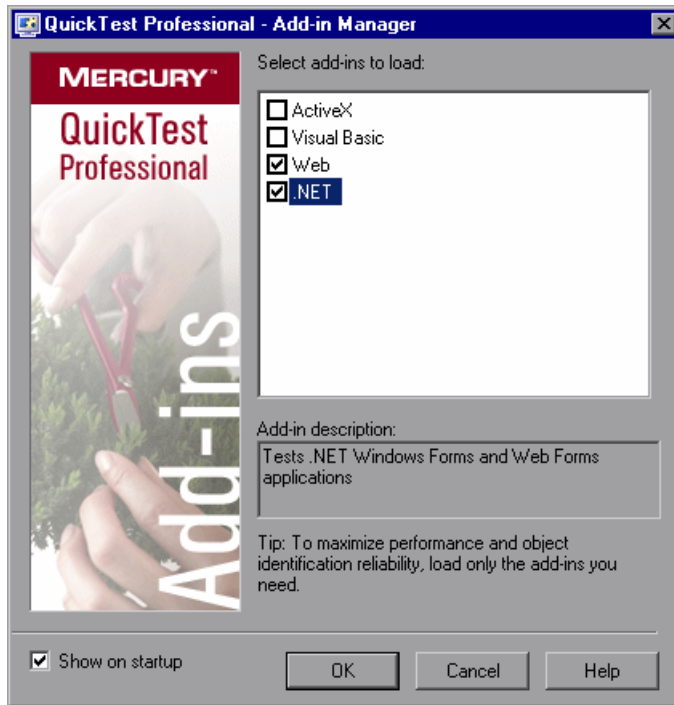 QuickTest Professional - Add-in Manager
MERCURY™
QuickTest
Professional
Add-ins
Select add-ins to load:
ActiveX
Visual Basic
Web
.NET
Add-in description:
Tests .NET Windows Forms and Web Forms
applications
Tip: To maximize performance and object
identification reliability, load only the add-ins you
need.
Show on startup
OK
Cancel
Help